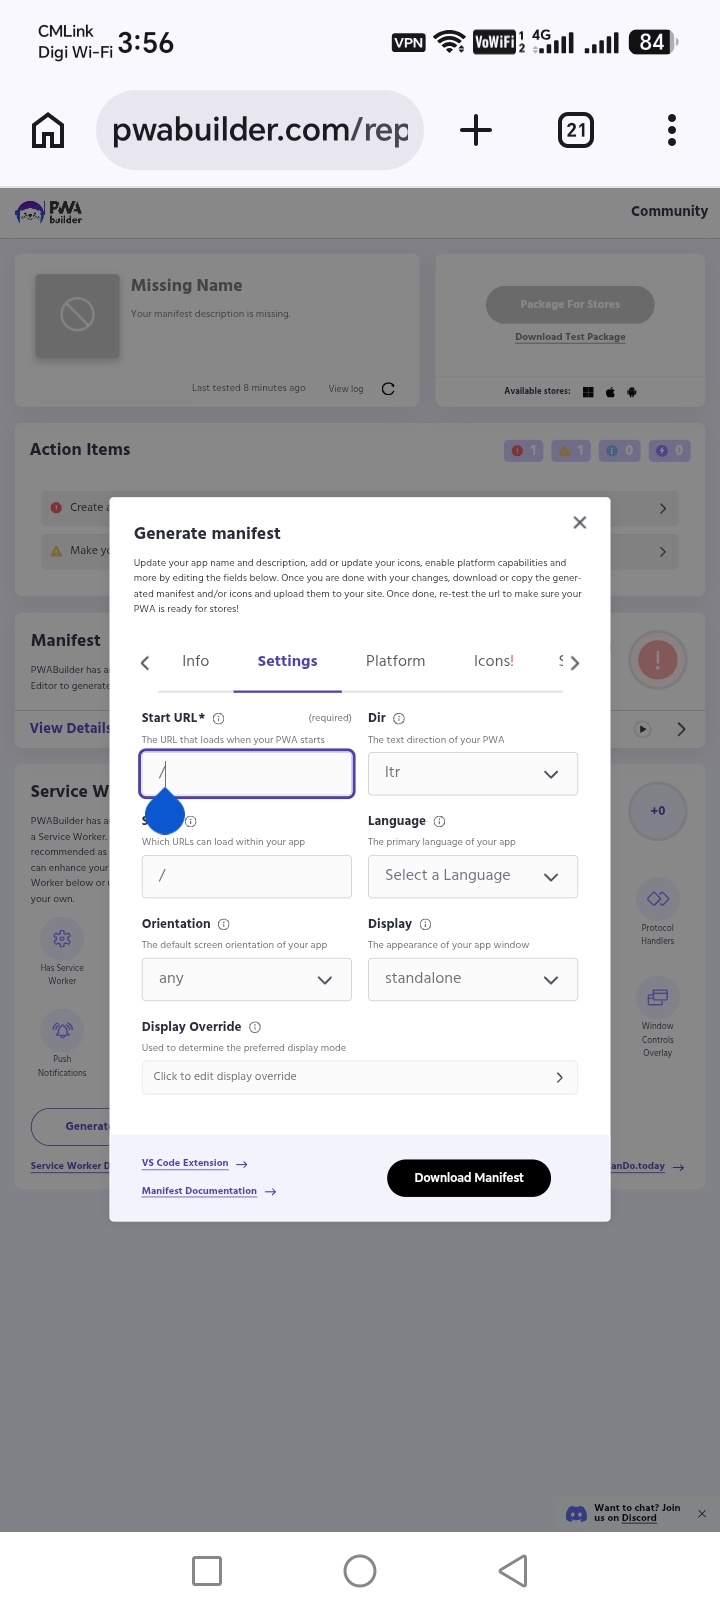 CMLink
Digi Wi-Fi 3:56
VPN VoWiFi 1 2 4G 84
pwabuilder.com/rep
21
PWA builder
Community
Missing Name
Your manifest description is missing.
Package For Stores
Download Test Package
Last tested 8 minutes ago View log
Available stores:
Action Items
1 1 0 0
Create
Make
Generate manifest
Update your app name and description, add or update your icons, enable platform capabilities and
more by editing the fields below. Once you are done with your changes, download or copy the gener-
ated manifest and/or icons and upload them to your site. Once done, re-test the url to make sure your
PWA is ready for stores!
Manifest
PWABuilder has
Editor to generate
View Details
Info Settings Platform Icons!
Start URL* (required)
The URL that loads when your PWA starts
/
Dir
The text direction of your PWA
ltr
Which URLs can load within your app
/
Language
The primary language of your app
Select a Language
Orientation
The default screen orientation of your app
any
Display
The appearance of your app window
standalone
Display Override
Used to determine the preferred display mode
Click to edit display override
VS Code Extension
Manifest Documentation
Download Manifest
Service W
PWABuilder has
a Service Worker.
recommended as
can enhance your
Worker below or
your own.
+0
Has Service
Worker
Push
Notifications
Protocol
Handlers
Window
Controls
Overlay
Generat
Service Worker D
anDo.today
Want to chat? Join
us on Discord